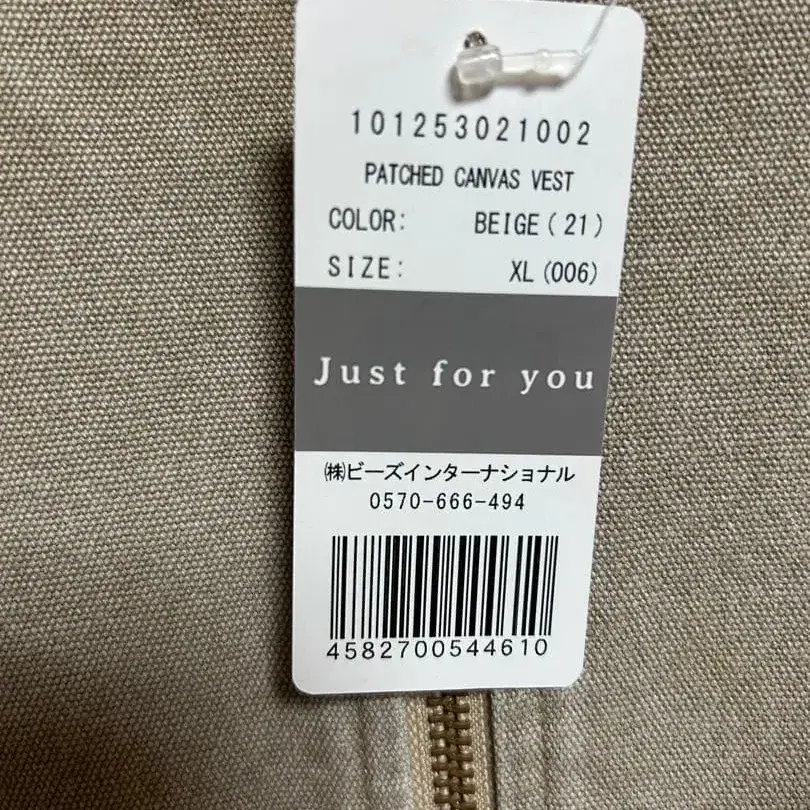 101253021002
PATCHED CANVAS VEST
COLOR: BEIGE(21)
SIZE: XL(006)
Just for you
㈱ビーズインターナショナル
0570-666-494
4582700544610